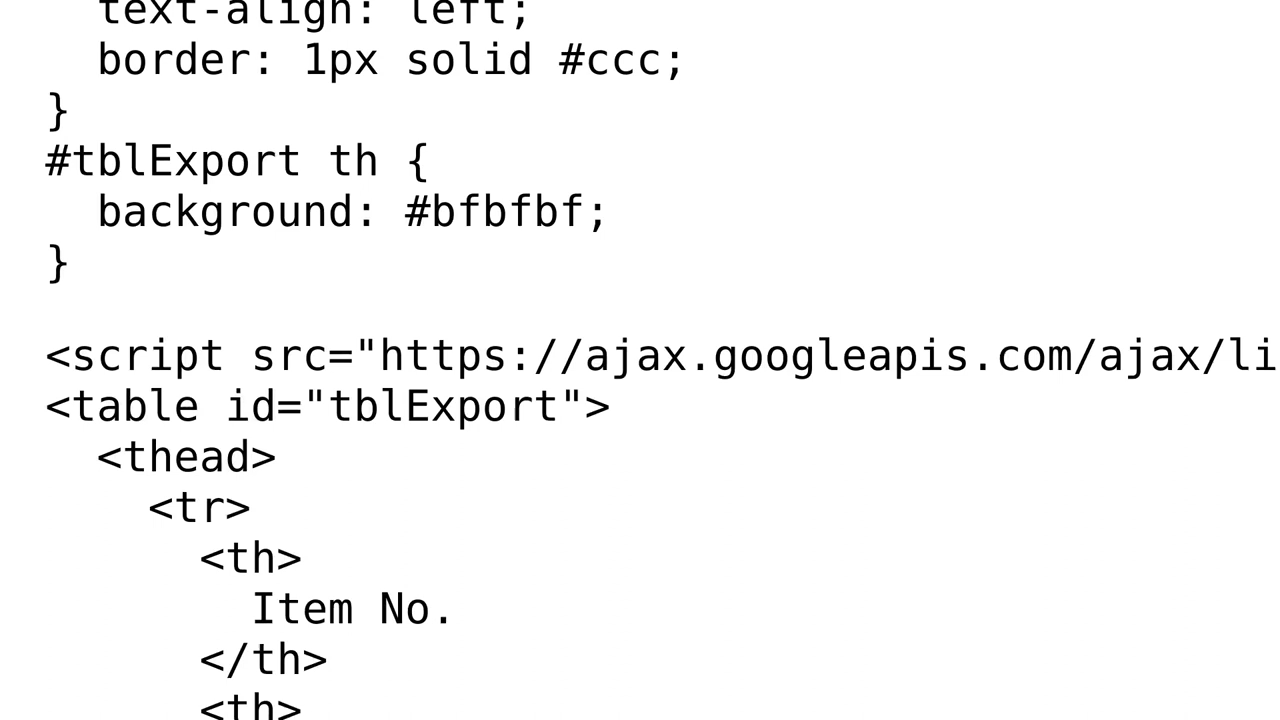 text-align: left;
  border: 1px solid #ccc;
}
#tblExport th {
  background: #bfbfbf;
}

<script src="https://ajax.googleapis.com/ajax/li
<table id="tblExport">
  <thead>
    <tr>
      <th>
        Item No.
      </th>
      <th>